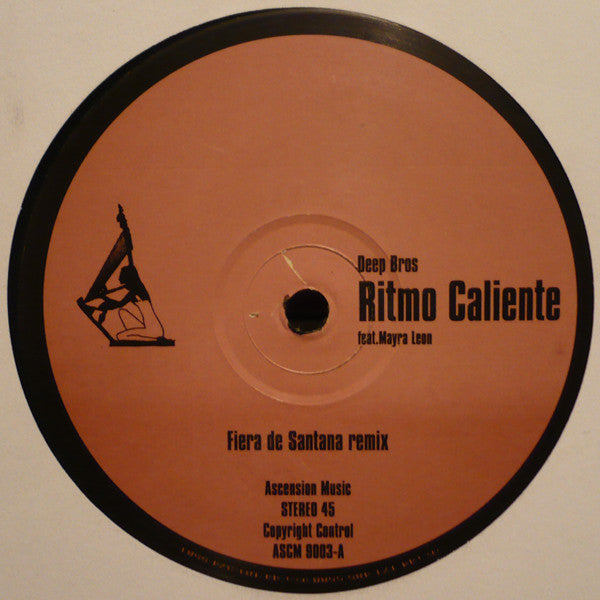 Deep Bros
Ritmo Caliente
feat.Mayra Leon
Fiera de Santana remix
Ascension Music
STEREO 45
Copyright Control
ASCM 9003-A